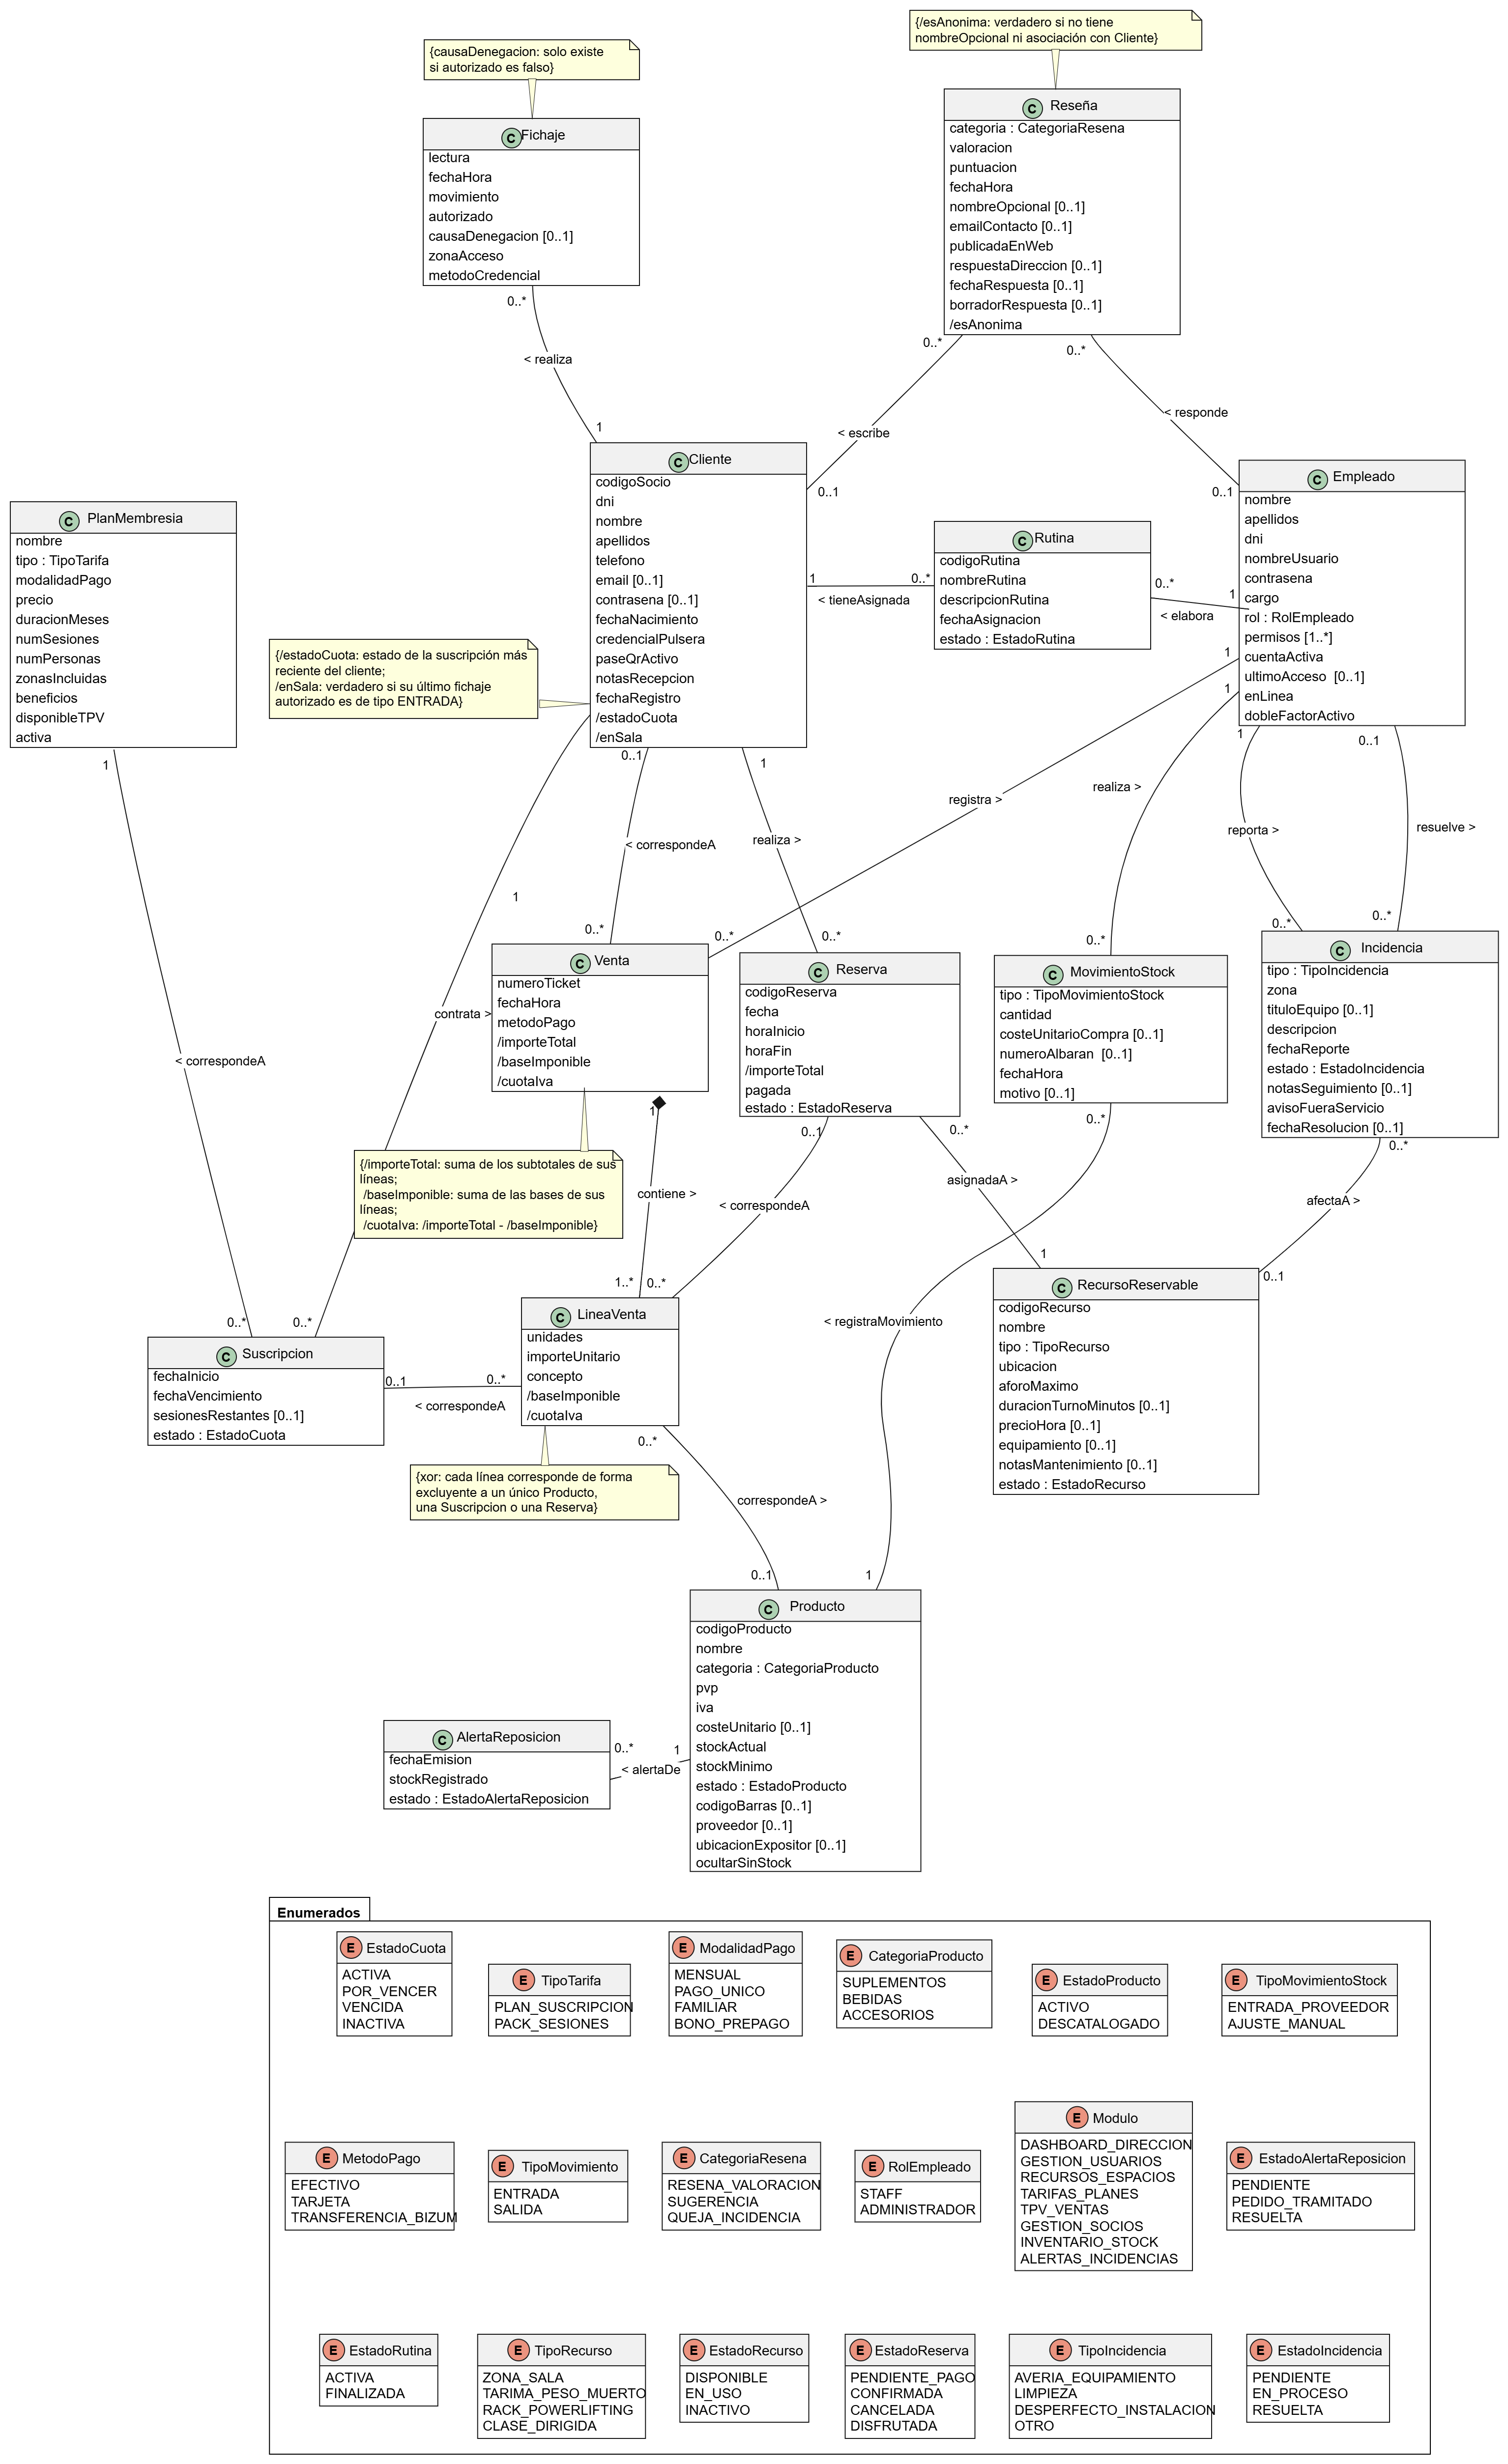 {/esAnonima: verdadero si no tiene
nombreOpcional ni asociación con Cliente}
{causaDenegacion: solo existe
si autorizado es falso}
C Reseña
categoria : CategoriaResena
valoracion
puntuacion
fechaHora
nombreOpcional [0..1]
emailContacto [0..1]
publicadaEnWeb
respuestaDireccion [0..1]
fechaRespuesta [0..1]
borradorRespuesta [0..1]
/esAnonima
C Fichaje
lectura
fechaHora
movimiento
autorizado
causaDenegacion [0..1]
zonaAcceso
metodoCredencial
0..*
< realiza
1
0..*
< escribe
0..1
0..*
< responde
0..1
C Cliente
codigoSocio
dni
nombre
apellidos
telefono
email [0..1]
contrasena [0..1]
fechaNacimiento
credencialPulsera
paseQrActivo
notasRecepcion
fechaRegistro
/estadoCuota
/enSala
C Empleado
nombre
apellidos
dni
nombreUsuario
contrasena
cargo
rol : RolEmpleado
permisos [1..*]
cuentaActiva
ultimoAcceso  [0..1]
enLinea
dobleFactorActivo
C PlanMembresia
nombre
tipo : TipoTarifa
modalidadPago
precio
duracionMeses
numSesiones
numPersonas
zonasIncluidas
beneficios
disponibleTPV
activa
C Rutina
codigoRutina
nombreRutina
descripcionRutina
fechaAsignacion
estado : EstadoRutina
1
0..*
< tieneAsignada
0..*
1
< elabora
{/estadoCuota: estado de la suscripción más
reciente del cliente;
/enSala: verdadero si su último fichaje
autorizado es de tipo ENTRADA}
1
1
1
0..1
1
1
0..1
registra >
realiza >
reporta >
resuelve >
< correspondeA
realiza >
1
0..*
0..*
0..*
0..*
0..*
0..*
C Venta
numeroTicket
fechaHora
metodoPago
/importeTotal
/baseImponible
/cuotaIva
C Reserva
codigoReserva
fecha
horaInicio
horaFin
/importeTotal
pagada
estado : EstadoReserva
C MovimientoStock
tipo : TipoMovimientoStock
cantidad
costeUnitarioCompra [0..1]
numeroAlbaran  [0..1]
fechaHora
motivo [0..1]
C Incidencia
tipo : TipoIncidencia
zona
tituloEquipo [0..1]
descripcion
fechaReporte
estado : EstadoIncidencia
notasSeguimiento [0..1]
avisoFueraServicio
fechaResolucion [0..1]
contrata >
< correspondeA
1
0..1
0..*
0..*
0..*
{/importeTotal: suma de los subtotales de sus
líneas;
/baseImponible: suma de las bases de sus
líneas;
/cuotaIva: /importeTotal - /baseImponible}
contiene >
< correspondeA
asignadaA >
afectaA >
1..*
0..*
1
0..1
C RecursoReservable
codigoRecurso
nombre
tipo : TipoRecurso
ubicacion
aforoMaximo
duracionTurnoMinutos [0..1]
precioHora [0..1]
equipamiento [0..1]
notasMantenimiento [0..1]
estado : EstadoRecurso
0..*
0..*
C LineaVenta
unidades
importeUnitario
concepto
/baseImponible
/cuotaIva
< registraMovimiento
C Suscripcion
fechaInicio
fechaVencimiento
sesionesRestantes [0..1]
estado : EstadoCuota
0..1
0..*
< correspondeA
0..*
{xor: cada línea corresponde de forma
excluyente a un único Producto,
una Suscripcion o una Reserva}
correspondeA >
0..1
1
C Producto
codigoProducto
nombre
categoria : CategoriaProducto
pvp
iva
costeUnitario [0..1]
stockActual
stockMinimo
estado : EstadoProducto
codigoBarras [0..1]
proveedor [0..1]
ubicacionExpositor [0..1]
ocultarSinStock
C AlertaReposicion
fechaEmision
stockRegistrado
estado : EstadoAlertaReposicion
0..*
1
< alertaDe
Enumerados
E EstadoCuota
ACTIVA
POR_VENCER
VENCIDA
INACTIVA
E TipoTarifa
PLAN_SUSCRIPCION
PACK_SESIONES
E ModalidadPago
MENSUAL
PAGO_UNICO
FAMILIAR
BONO_PREPAGO
E CategoriaProducto
SUPLEMENTOS
BEBIDAS
ACCESORIOS
E EstadoProducto
ACTIVO
DESCATALOGADO
E TipoMovimientoStock
ENTRADA_PROVEEDOR
AJUSTE_MANUAL
E MetodoPago
EFECTIVO
TARJETA
TRANSFERENCIA_BIZUM
E TipoMovimiento
ENTRADA
SALIDA
E CategoriaResena
RESENA_VALORACION
SUGERENCIA
QUEJA_INCIDENCIA
E RolEmpleado
STAFF
ADMINISTRADOR
E Modulo
DASHBOARD_DIRECCION
GESTION_USUARIOS
RECURSOS_ESPACIOS
TARIFAS_PLANES
TPV_VENTAS
GESTION_SOCIOS
INVENTARIO_STOCK
ALERTAS_INCIDENCIAS
E EstadoAlertaReposicion
PENDIENTE
PEDIDO_TRAMITADO
RESUELTA
E EstadoRutina
ACTIVA
FINALIZADA
E TipoRecurso
ZONA_SALA
TARIMA_PESO_MUERTO
RACK_POWERLIFTING
CLASE_DIRIGIDA
E EstadoRecurso
DISPONIBLE
EN_USO
INACTIVO
E EstadoReserva
PENDIENTE_PAGO
CONFIRMADA
CANCELADA
DISFRUTADA
E TipoIncidencia
AVERIA_EQUIPAMIENTO
LIMPIEZA
DESPERFECTO_INSTALACION
OTRO
E EstadoIncidencia
PENDIENTE
EN_PROCESO
RESUELTA